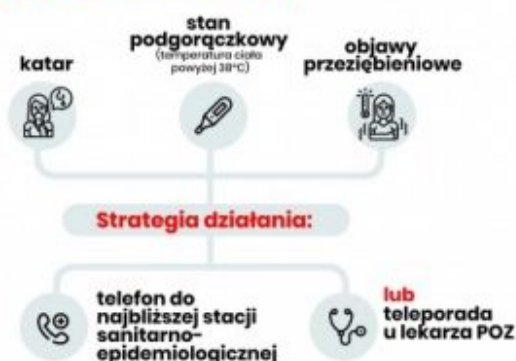 katar
stan
podgorączkowy
(temperatura ciała
powyżej 38°C)
objawy
przeziębieniowe
Strategia działania:
telefon do
najbliższej stacji
sanitarno-
epidemiologicznej
lub
teleporada
u lekarza POZ